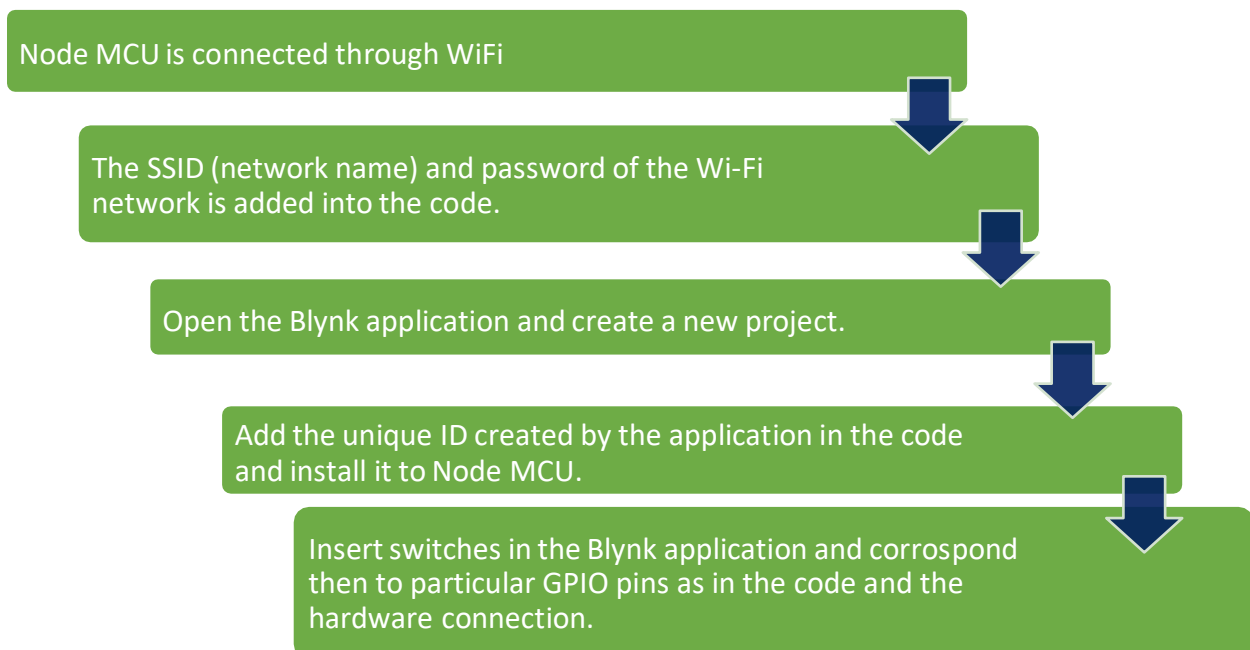 Node MCU is connected through WiFi
The SSID (network name) and password of the Wi-Fi
network is added into the code.
Open the Blynk application and create a new project.
Add the unique ID created by the application in the code
and install it to Node MCU.
Insert switches in the Blynk application and corrospond
then to particular GPIO pins as in the code and the
hardware connection.